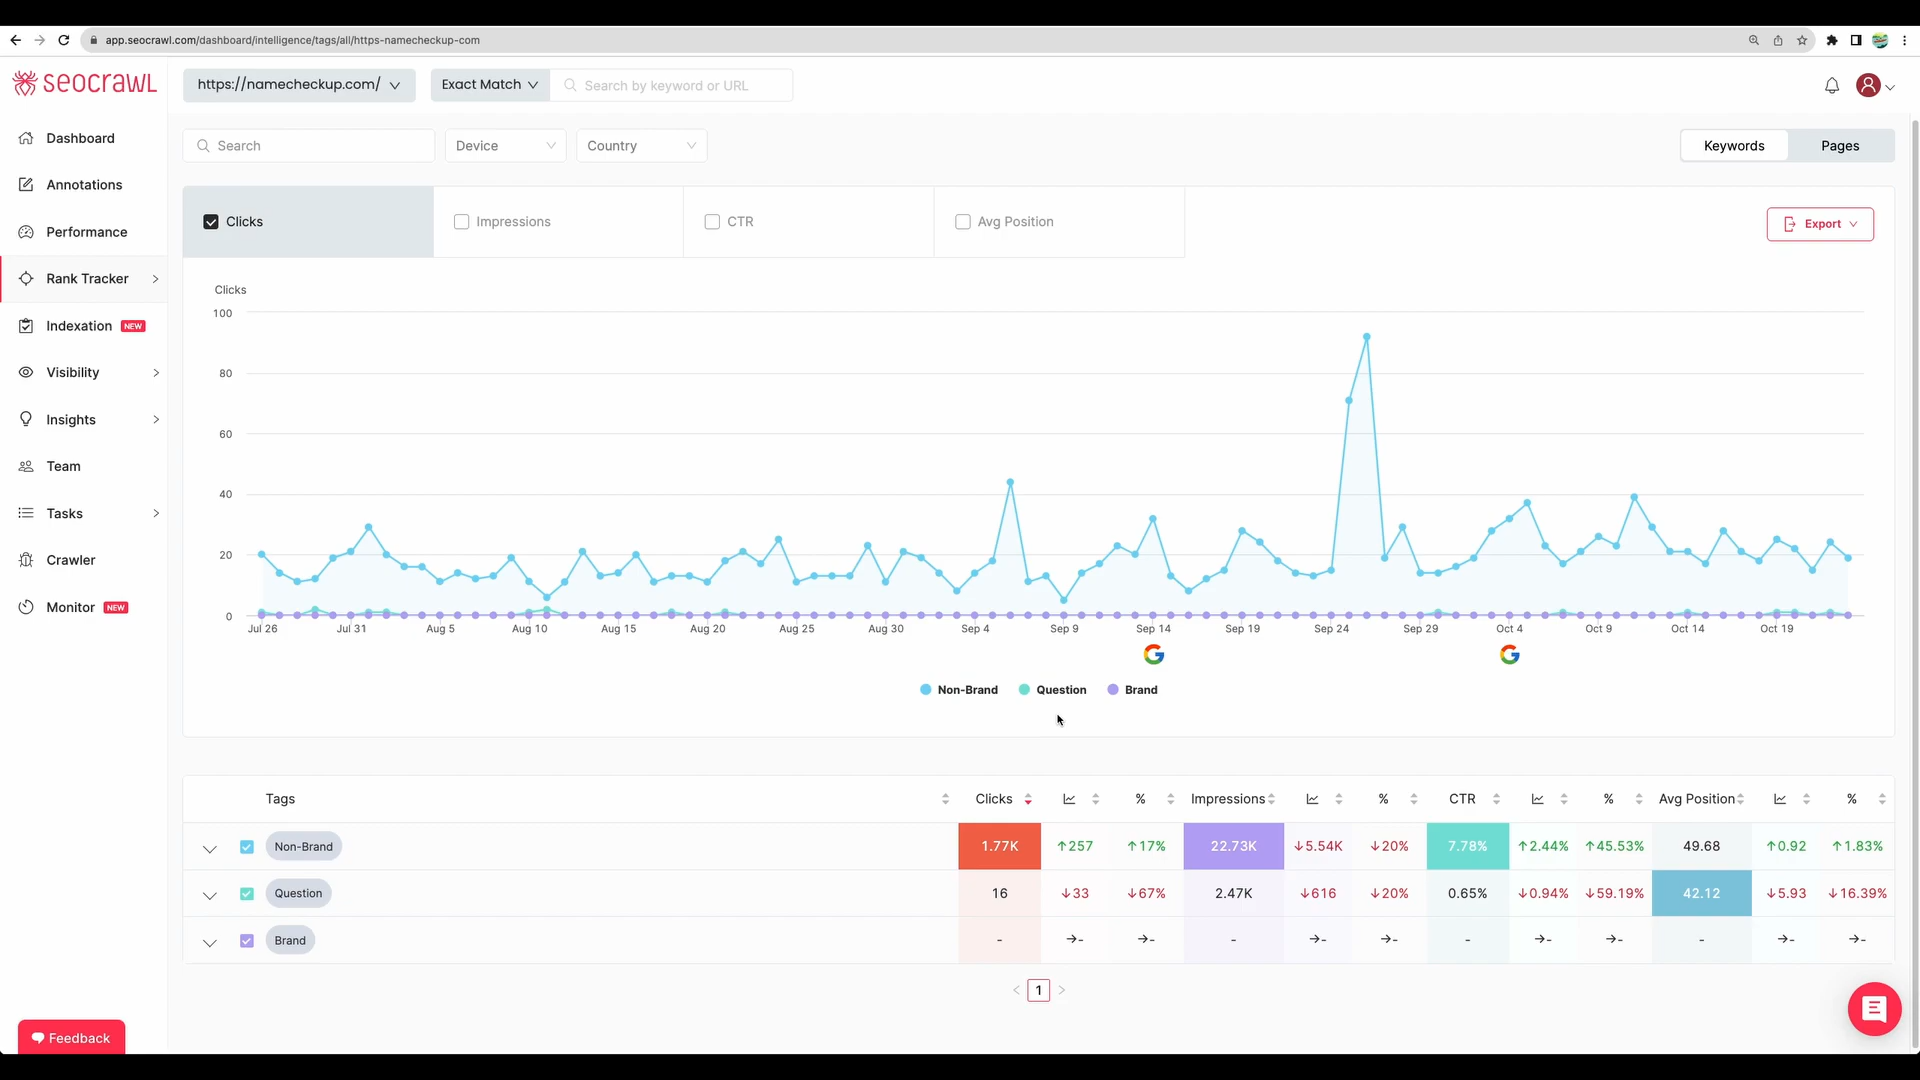 app.seocrawl.com/dashboard/intelligence/tags/all/https-namecheckup-com
seocrawl
https://namecheckup.com/
Exact Match
Search by keyword or URL
Dashboard
Annotations
Performance
Rank Tracker
Indexation NEW
Visibility
Insights
Team
Tasks
Crawler
Monitor NEW
Feedback
Search
Device
Country
Keywords
Pages
Clicks
Impressions
CTR
Avg Position
Export
Clicks
100
80
60
40
20
0
Jul 26 Jul 31 Aug 5 Aug 10 Aug 15 Aug 20 Aug 25 Aug 30 Sep 4 Sep 9 Sep 14 Sep 19 Sep 24 Sep 29 Oct 4 Oct 9 Oct 14 Oct 19
Non-Brand Question Brand
Tags Clicks % Impressions % CTR % Avg Position %
Non-Brand 1.77K ↑257 ↑17% 22.73K ↓5.54K ↓20% 7.78% ↑2.44% ↑45.53% 49.68 ↑0.92 ↑1.83%
Question 16 ↓33 ↓67% 2.47K ↓616 ↓20% 0.65% ↓0.94% ↓59.19% 42.12 ↓5.93 ↓16.39%
Brand - →- →- - →- →- - →- →- - →- →-
< 1 >